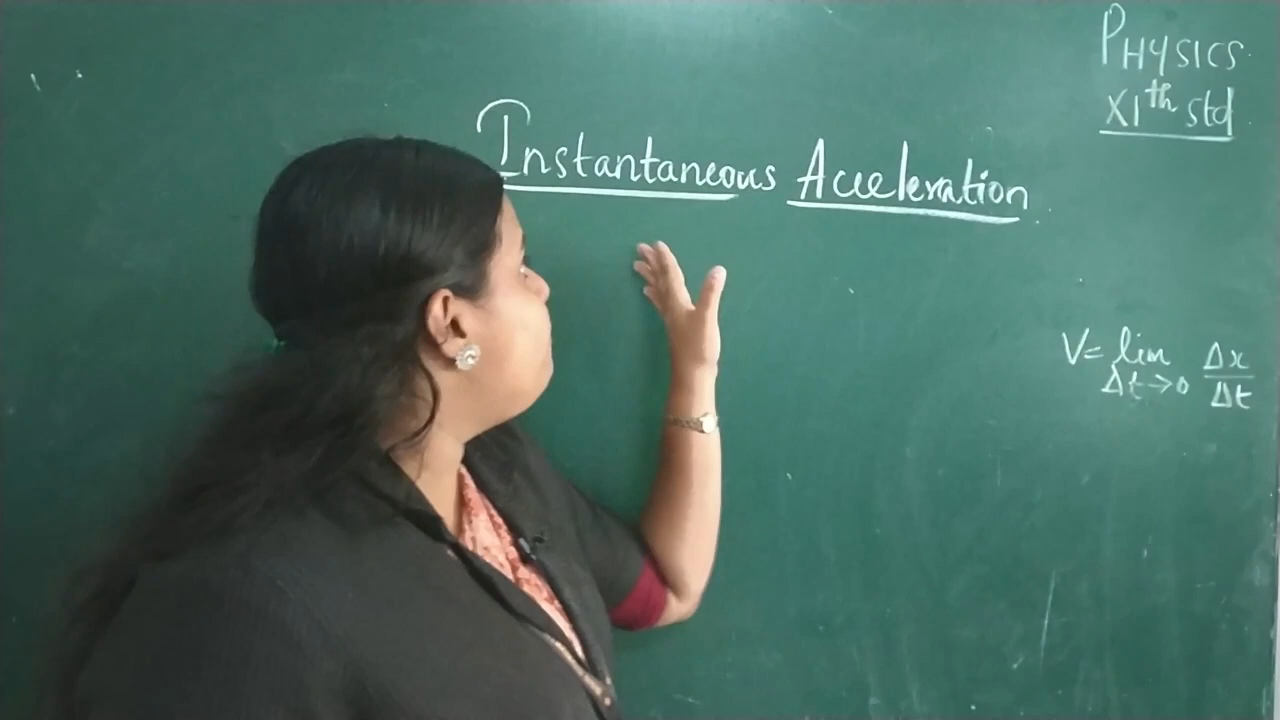 PHYSICS
XIth std
Instantaneous Acceleration
V = lim Δx
Δt→0 Δt